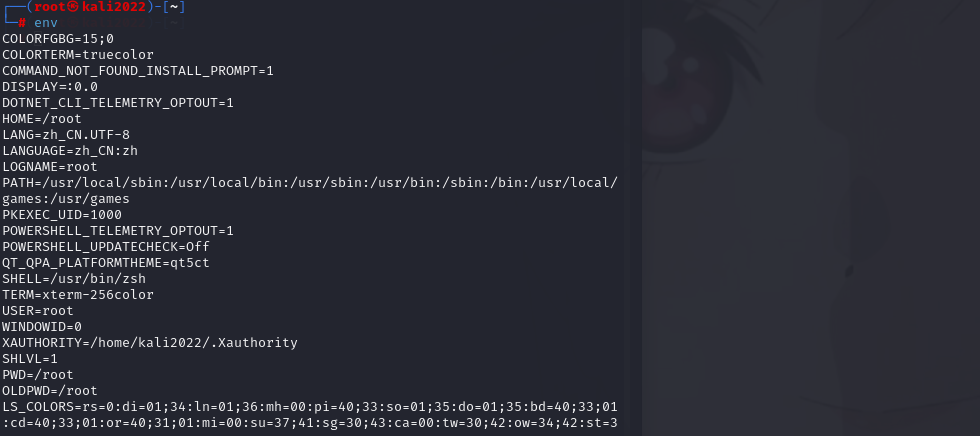 ┌──(root㉿kali2022)-[~]
└─# env
COLORFGBG=15;0
COLORTERM=truecolor
COMMAND_NOT_FOUND_INSTALL_PROMPT=1
DISPLAY=:0.0
DOTNET_CLI_TELEMETRY_OPTOUT=1
HOME=/root
LANG=zh_CN.UTF-8
LANGUAGE=zh_CN:zh
LOGNAME=root
PATH=/usr/local/sbin:/usr/local/bin:/usr/sbin:/usr/bin:/sbin:/bin:/usr/local/
games:/usr/games
PKEXEC_UID=1000
POWERSHELL_TELEMETRY_OPTOUT=1
POWERSHELL_UPDATECHECK=Off
QT_QPA_PLATFORMTHEME=qt5ct
SHELL=/usr/bin/zsh
TERM=xterm-256color
USER=root
WINDOWID=0
XAUTHORITY=/home/kali2022/.Xauthority
SHLVL=1
PWD=/root
OLDPWD=/root
LS_COLORS=rs=0:di=01;34:ln=01;36:mh=00:pi=40;33:so=01;35:do=01;35:bd=40;33;01
:cd=40;33;01:or=40;31;01:mi=00:su=37;41:sg=30;43:ca=00:tw=30;42:ow=34;42:st=3